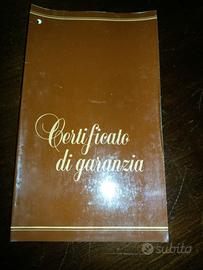 Certificato
di garanzia
subito